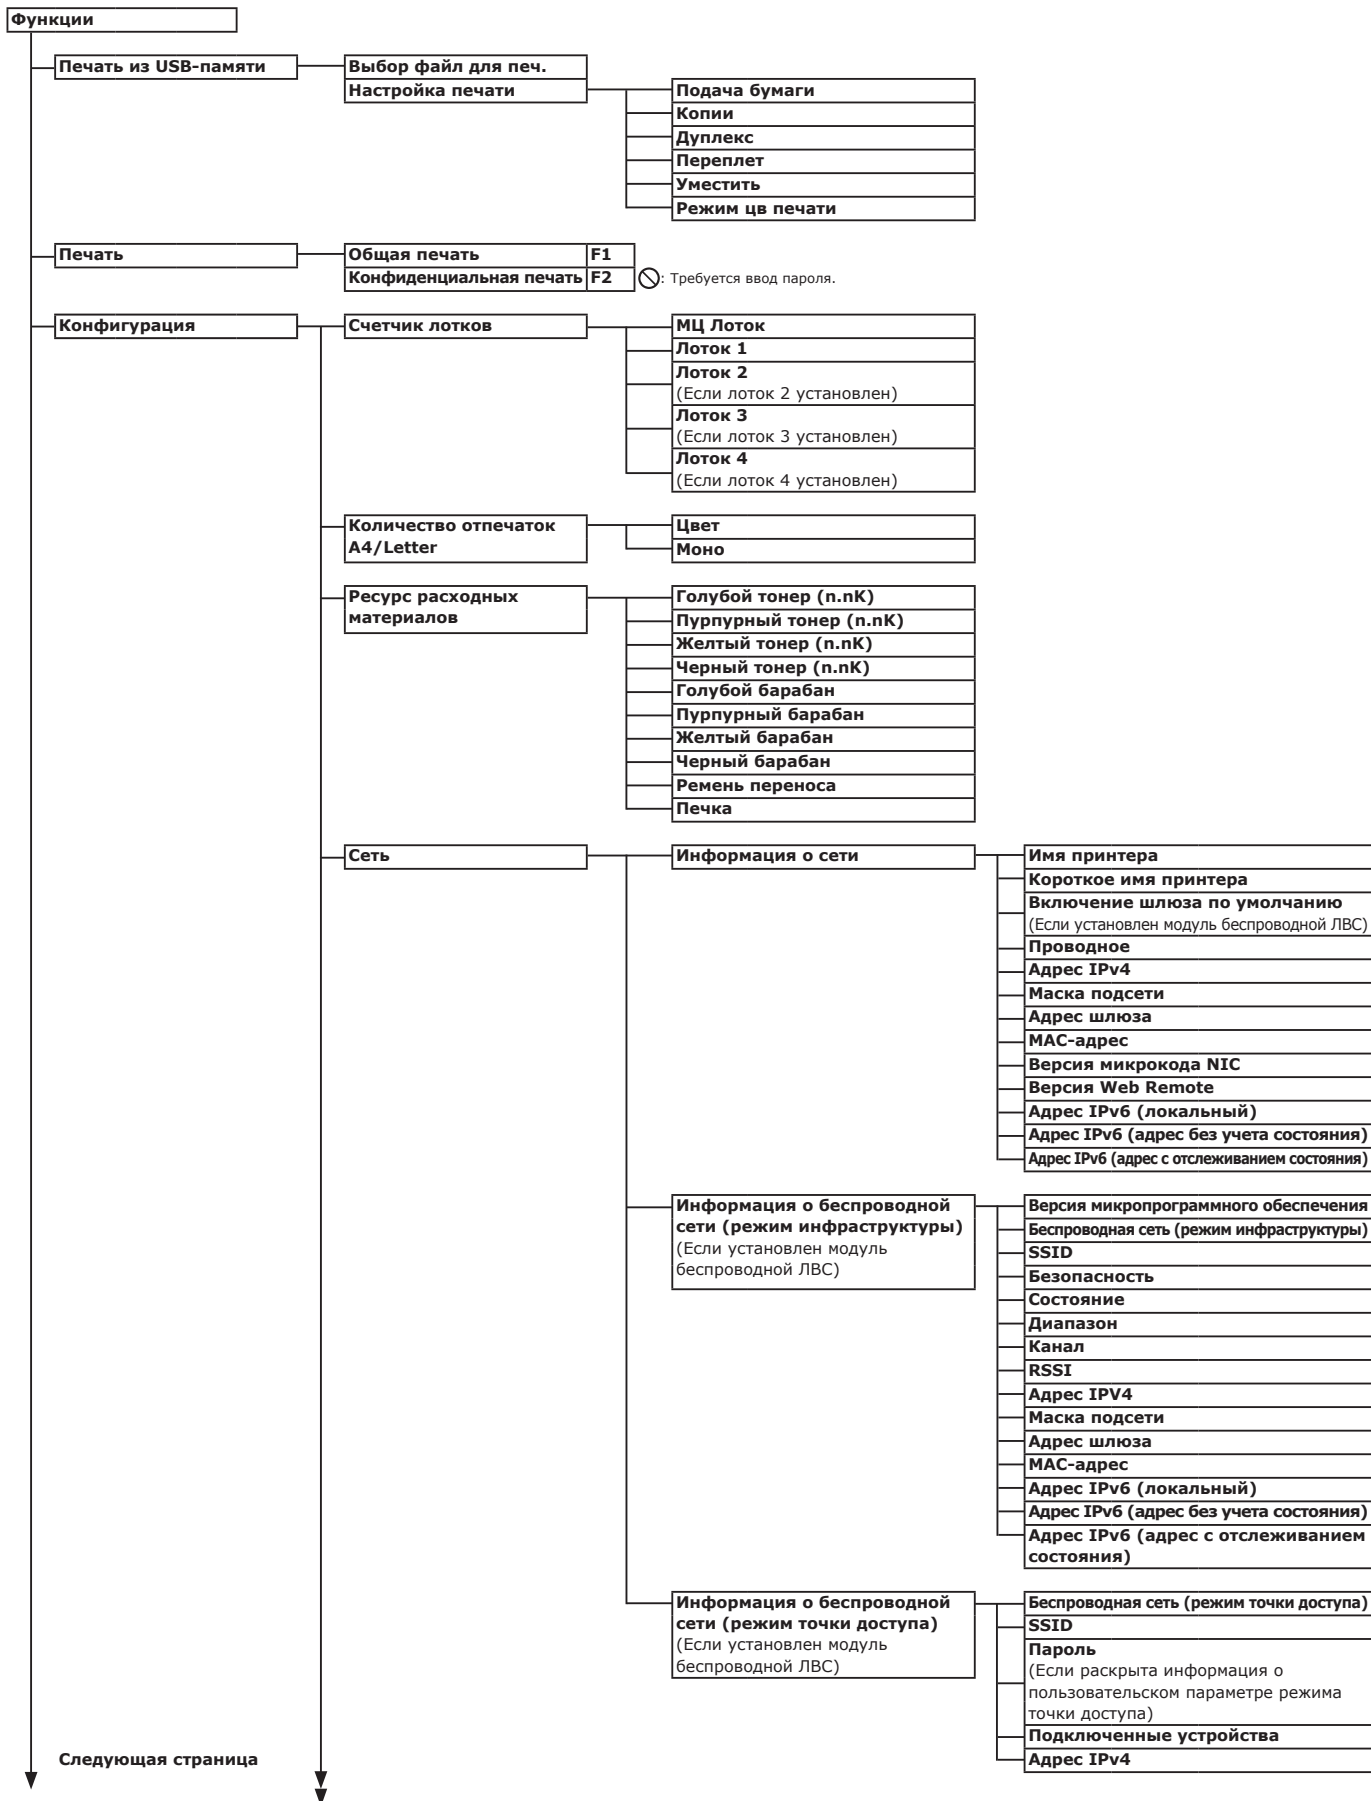 Функции
Печать из USB-памяти
Выбор файл для печ.
Настройка печати
Подача бумаги
Копии
Дуплекс
Переплет
Уместить
Режим цв печати
Печать
Общая печать F1
Конфиденциальная печать F2 : Требуется ввод пароля.
Конфигурация
Счетчик лотков
МЦ Лоток
Лоток 1
Лоток 2
(Если лоток 2 установлен)
Лоток 3
(Если лоток 3 установлен)
Лоток 4
(Если лоток 4 установлен)
Количество отпечаток
A4/Letter
Цвет
Моно
Ресурс расходных
материалов
Голубой тонер (n.nK)
Пурпурный тонер (n.nK)
Желтый тонер (n.nK)
Черный тонер (n.nK)
Голубой барабан
Пурпурный барабан
Желтый барабан
Черный барабан
Ремень переноса
Печка
Сеть
Информация о сети
Имя принтера
Короткое имя принтера
Включение шлюза по умолчанию
(Если установлен модуль беспроводной ЛВС)
Проводное
Адрес IPv4
Маска подсети
Адрес шлюза
MAC-адрес
Версия микрокода NIC
Версия Web Remote
Адрес IPv6 (локальный)
Адрес IPv6 (адрес без учета состояния)
Адрес IPv6 (адрес с отслеживанием состояния)
Информация о беспроводной
сети (режим инфраструктуры)
(Если установлен модуль
беспроводной ЛВС)
Версия микропрограммного обеспечения
Беспроводная сеть (режим инфраструктуры)
SSID
Безопасность
Состояние
Диапазон
Канал
RSSI
Адрес IPV4
Маска подсети
Адрес шлюза
MAC-адрес
Адрес IPv6 (локальный)
Адрес IPv6 (адрес без учета состояния)
Адрес IPv6 (адрес с отслеживанием
состояния)
Информация о беспроводной
сети (режим точки доступа)
(Если установлен модуль
беспроводной ЛВС)
Беспроводная сеть (режим точки доступа)
SSID
Пароль
(Если раскрыта информация о
пользовательском параметре режима
точки доступа)
Подключенные устройства
Адрес IPv4
Следующая страница